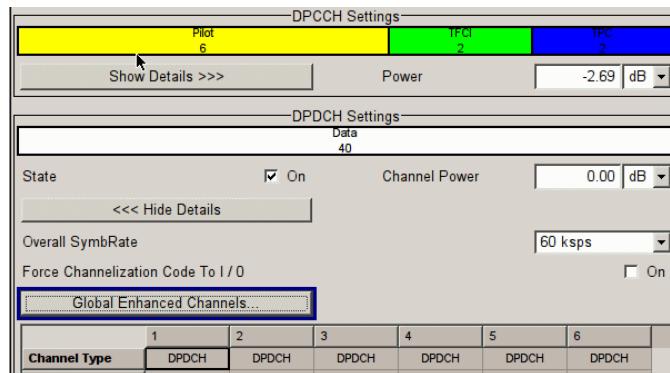 DPCCH Settings
Pilot TFCI TPC
6 2 2
Show Details >>> Power -2.69 dB
DPDCH Settings
Data
40
State On Channel Power 0.00 dB
<<< Hide Details
Overall SymbRate 60 ksps
Force Channelization Code To I / 0 On
Global Enhanced Channels...
1 2 3 4 5 6
Channel Type DPDCH DPDCH DPDCH DPDCH DPDCH DPDCH